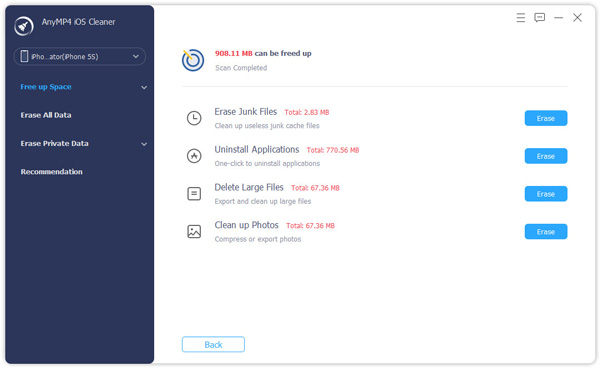 AnyMP4 iOS Cleaner
iPho...ator(iPhone 5S)
Free up Space
Erase All Data
Erase Private Data
Recommendation
908.11 MB can be freed up
Scan Completed
Erase Junk Files Total: 2.83 MB
Clean up useless junk cache files
Erase
Uninstall Applications Total: 770.56 MB
One-click to uninstall applications
Erase
Delete Large Files Total: 67.36 MB
Export and clean up large files
Erase
Clean up Photos Total: 67.36 MB
Compress or export photos
Erase
Back